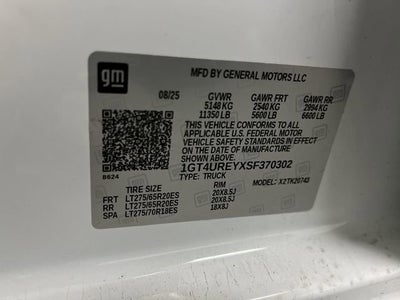 gm
MFD BY GENERAL MOTORS LLC
08/25 GVWR GAWR FRT GAWR RR
5148 KG 2540 KG 2994 KG
11350 LB 5600 LB 6600 LB
THIS VEHICLE CONFORMS TO ALL
APPLICABLE U.S. FEDERAL MOTOR
VEHICLE SAFETY STANDARDS IN EFFECT
ON THE DATE OF MANUFACTURE SHOWN ABOVE.
1GT4UREYXSF370302
8624 TYPE: TRUCK MODEL: X2TK20743
TIRE SIZE RIM
FRT LT275/65R20ES 20X8.5J
RR LT275/65R20ES 20X8.5J
SP LT275/70R18ES 18X8J